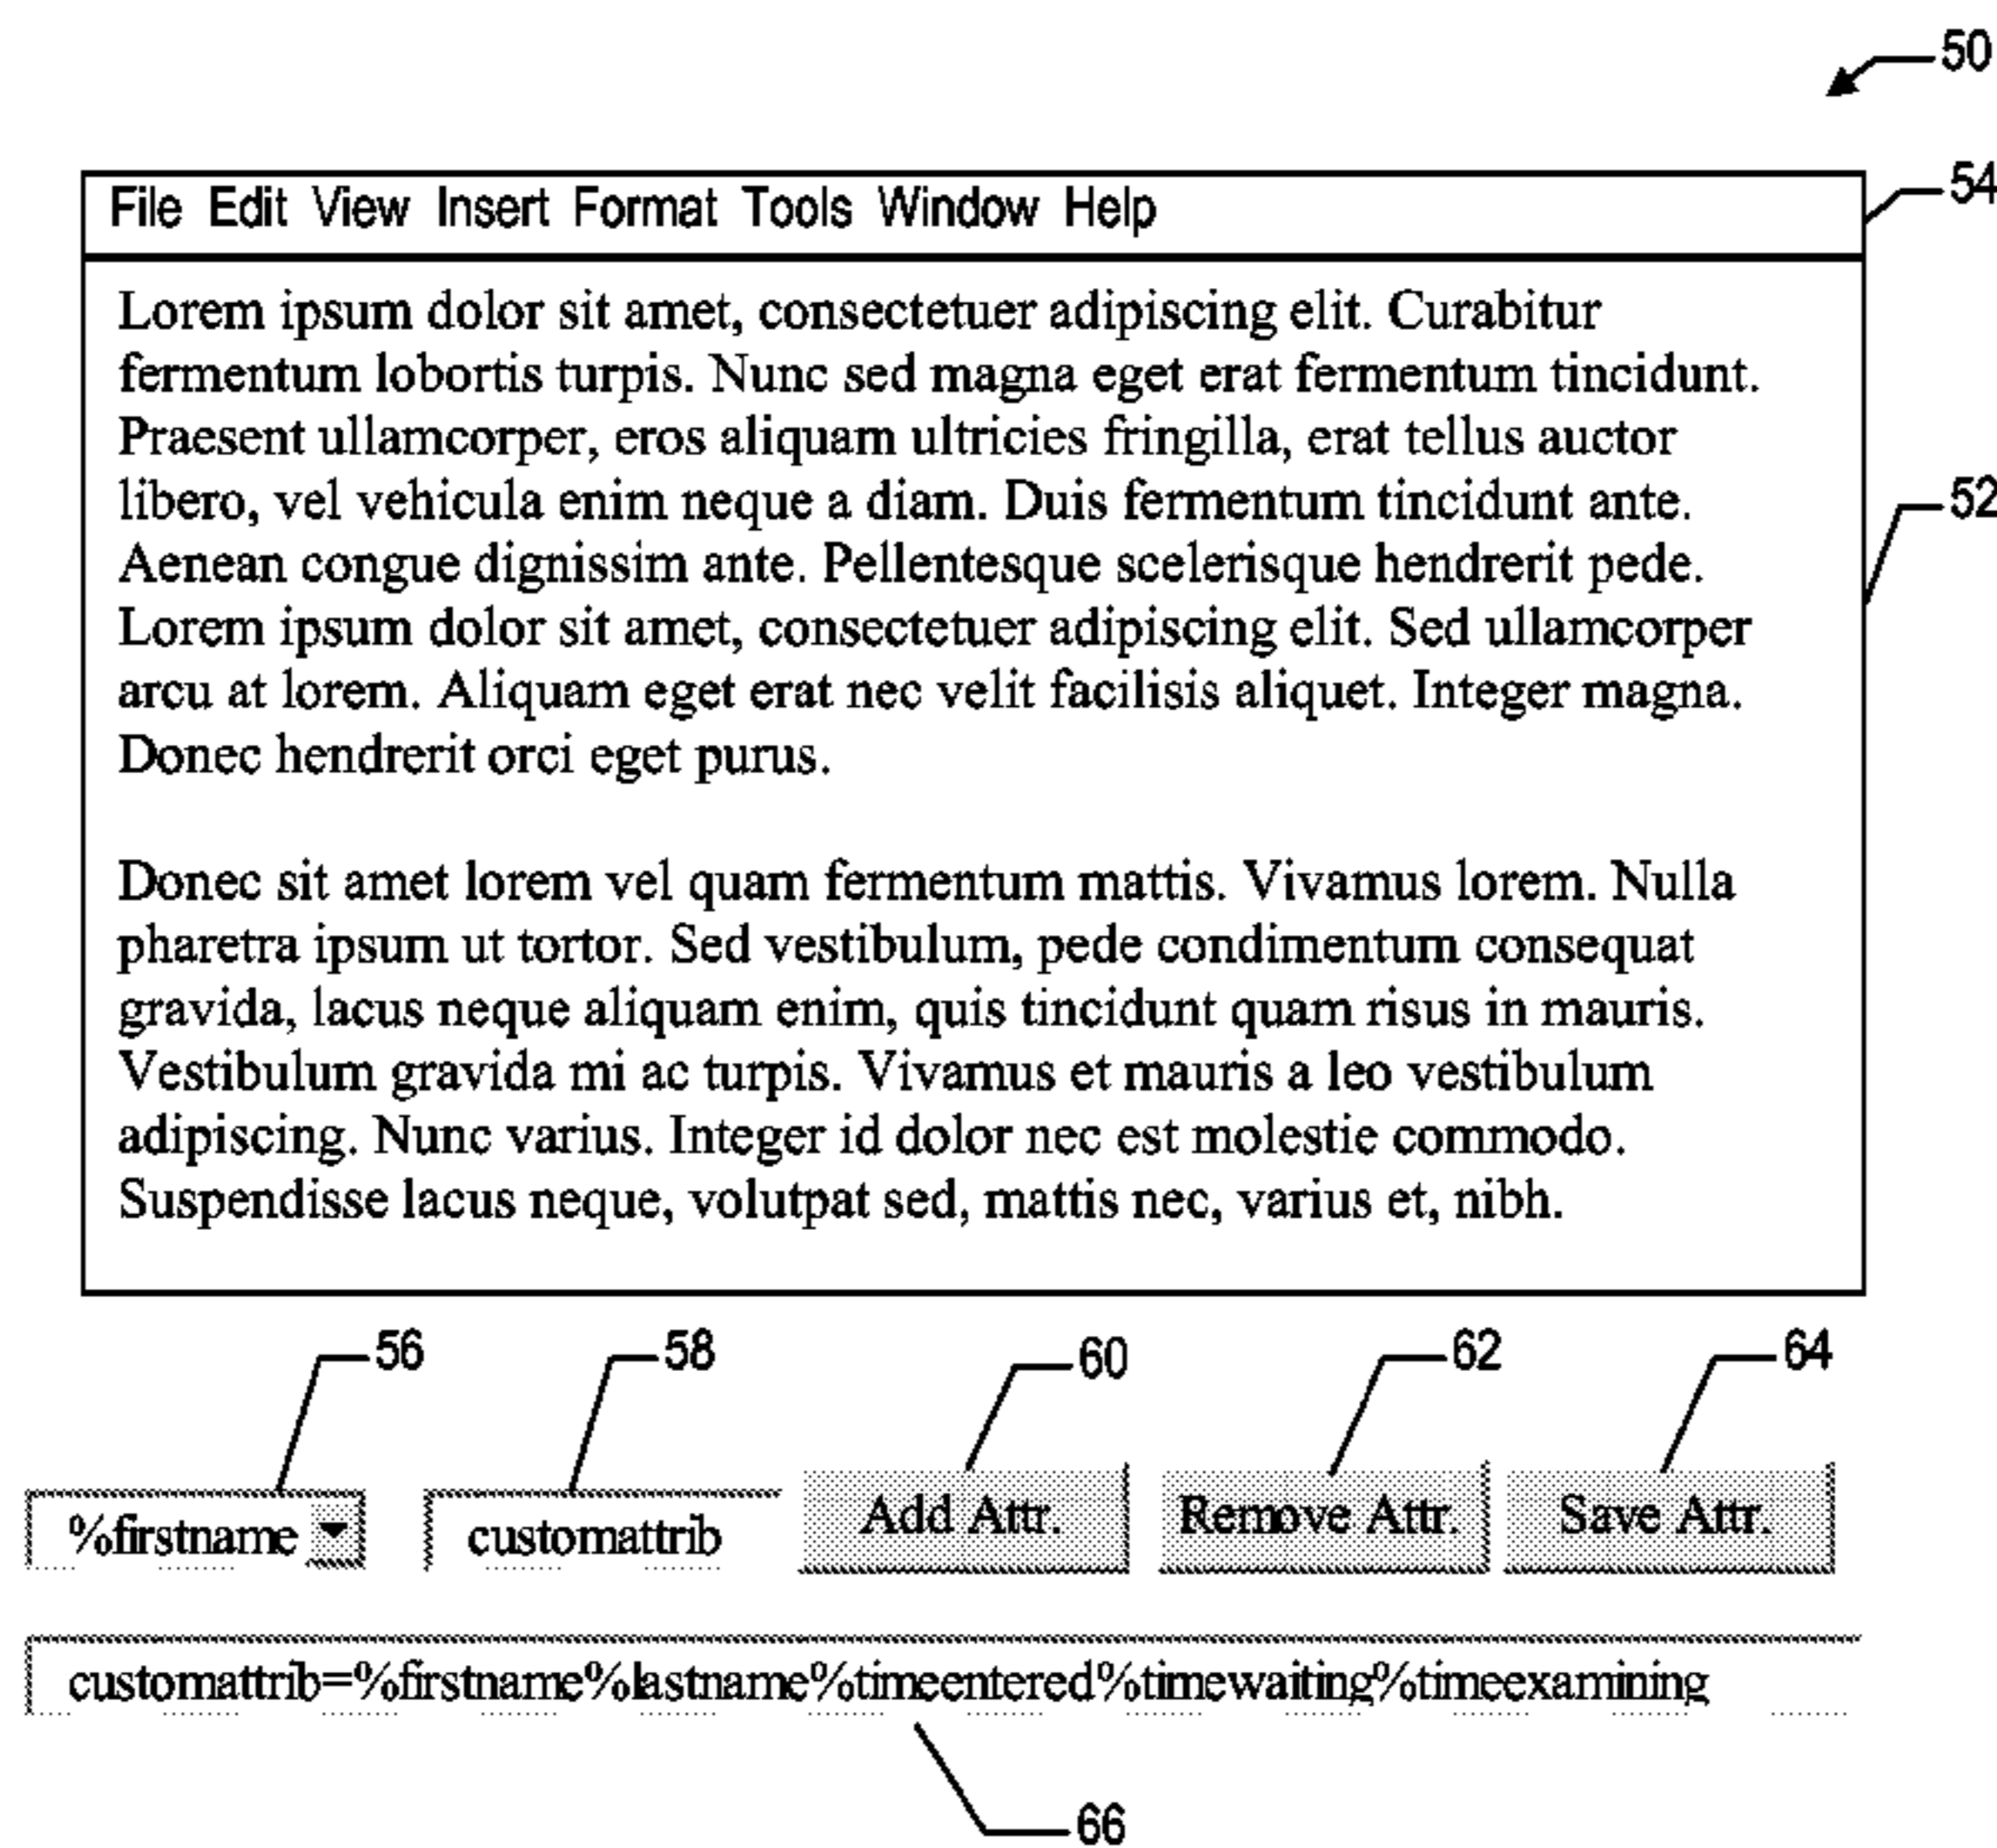 50
54
File Edit View Insert Format Tools Window Help
Lorem ipsum dolor sit amet, consectetuer adipiscing elit. Curabitur
fermentum lobortis turpis. Nunc sed magna eget erat fermentum tincidunt.
Praesent ullamcorper, eros aliquam ultricies fringilla, erat tellus auctor
libero, vel vehicula enim neque a diam. Duis fermentum tincidunt ante.
52
Aenean congue dignissim ante. Pellentesque scelerisque hendrerit pede.
Lorem ipsum dolor sit amet, consectetuer adipiscing elit. Sed ullamcorper
arcu at lorem. Aliquam eget erat nec velit facilisis aliquet. Integer magna.
Donec hendrerit orci eget purus.
Donec sit amet lorem vel quam fermentum mattis. Vivamus lorem. Nulla
pharetra ipsum ut tortor. Sed vestibulum, pede condimentum consequat
gravida, lacus neque aliquam enim, quis tincidunt quam risus in mauris.
Vestibulum gravida mi ac turpis. Vivamus et mauris a leo vestibulum
adipiscing. Nunc varius. Integer id dolor nec est molestie commodo.
Suspendisse lacus neque, volutpat sed, mattis nec, varius et, nibh.
56 58 60 62 64
%firstname customattrib Add Attr. Remove Attr. Save Attr.
customattrib=%firstname%lastname%timeentered%timewaiting%timeexamining
66